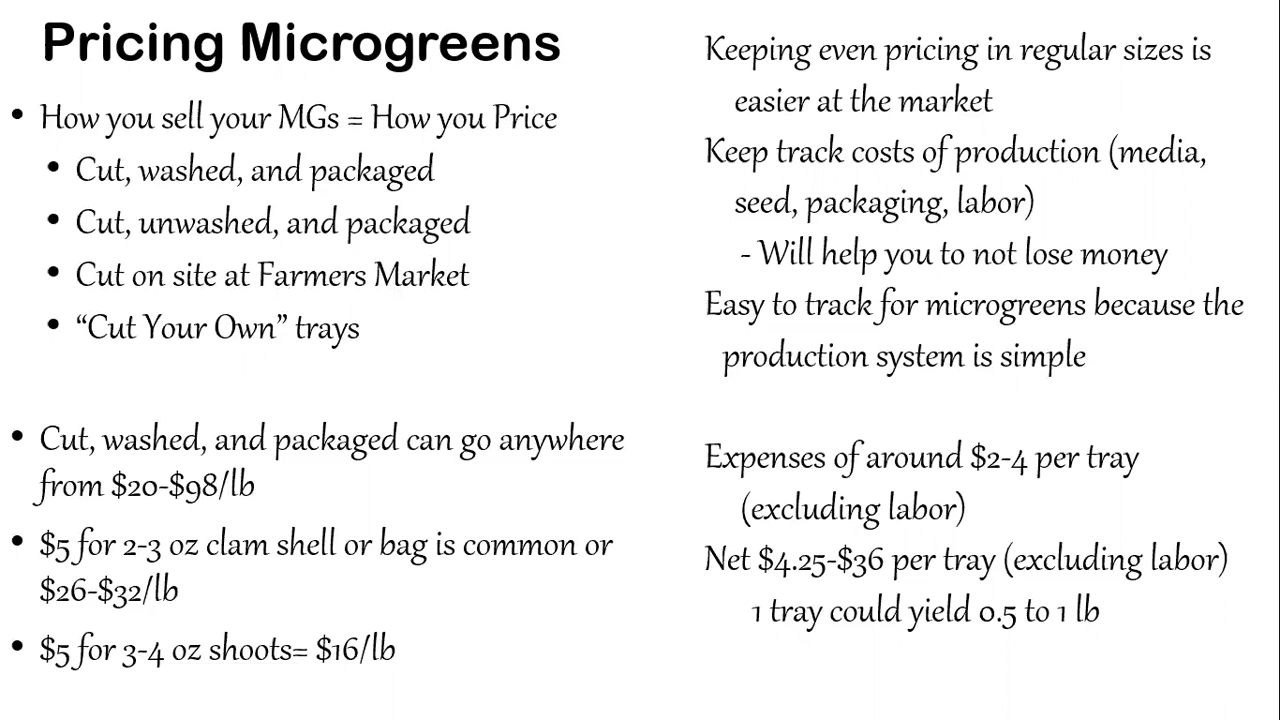 Pricing Microgreens
• How you sell your MGs = How you Price
• Cut, washed, and packaged
• Cut, unwashed, and packaged
• Cut on site at Farmers Market
• “Cut Your Own” trays
• Cut, washed, and packaged can go anywhere
from $20-$98/lb
• $5 for 2-3 oz clam shell or bag is common or
$26-$32/lb
• $5 for 3-4 oz shoots= $16/lb
Keeping even pricing in regular sizes is
easier at the market
Keep track costs of production (media,
seed, packaging, labor)
- Will help you to not lose money
Easy to track for microgreens because the
production system is simple
Expenses of around $2-4 per tray
(excluding labor)
Net $4.25-$36 per tray (excluding labor)
1 tray could yield 0.5 to 1 lb